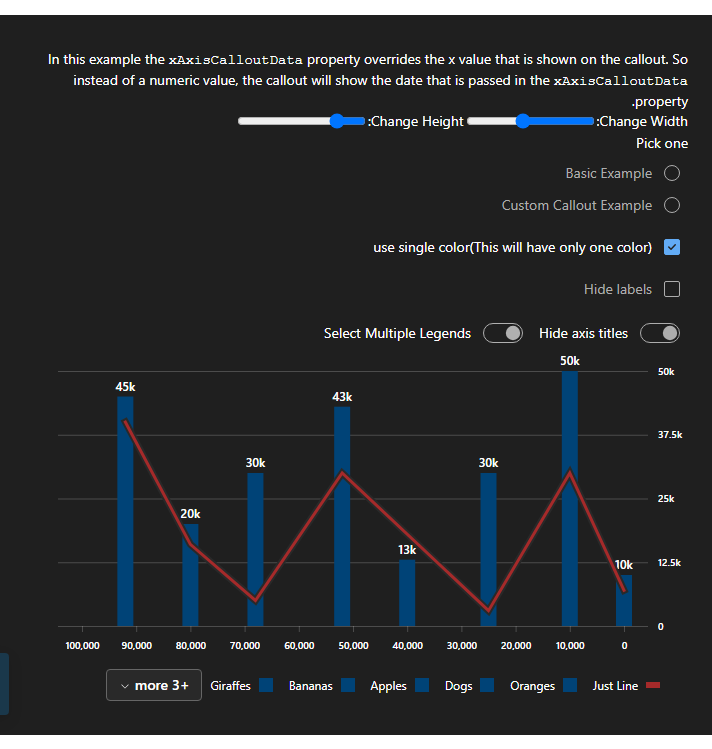 In this example the xAxisCalloutData property overrides the x value that is shown on the callout. So
instead of a numeric value, the callout will show the date that is passed in the xAxisCalloutData
.property
:Change Width
:Change Height
Pick one
Basic Example
Custom Callout Example
use single color(This will have only one color)
Hide labels
Hide axis titles
Select Multiple Legends
50k
50k
45k
43k
37.5k
30k
30k
25k
20k
13k
12.5k
10k
0
100,000 90,000 80,000 70,000 60,000 50,000 40,000 30,000 20,000 10,000 0
Just Line
Oranges
Dogs
Apples
Bananas
Giraffes
more 3+